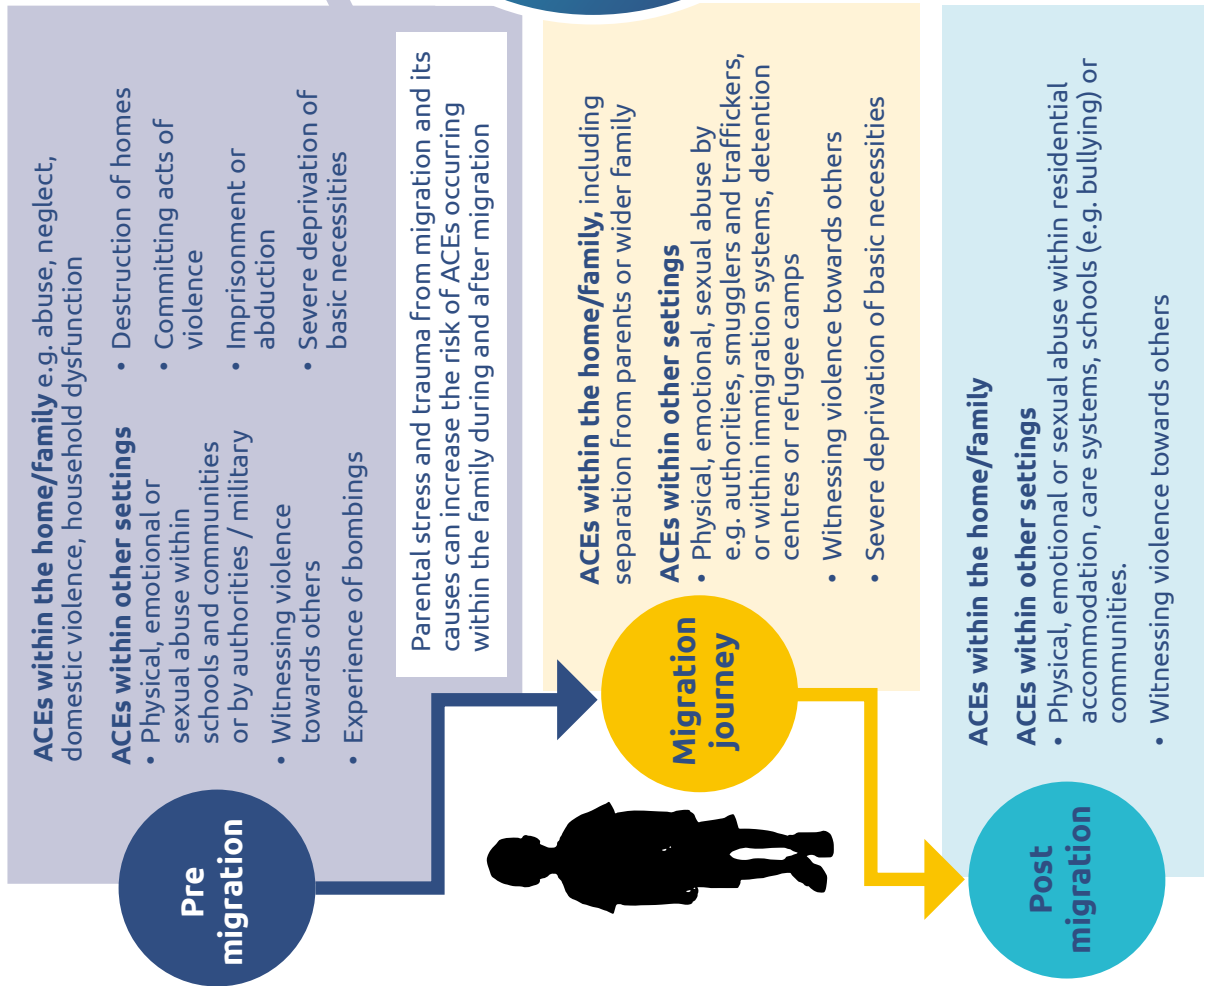 Pre
migration
ACEs within the home/family e.g. abuse, neglect,
domestic violence, household dysfunction
ACEs within other settings
• Physical, emotional or
sexual abuse within
schools and communities
or by authorities / military
• Witnessing violence
towards others
• Experience of bombings
• Destruction of homes
• Committing acts of
violence
• Imprisonment or
abduction
• Severe deprivation of
basic necessities
Parental stress and trauma from migration and its
causes can increase the risk of ACEs occurring
within the family during and after migration
Migration
journey
ACEs within the home/family, including
separation from parents or wider family
ACEs within other settings
• Physical, emotional, sexual abuse by
e.g. authorities, smugglers and traffickers,
or within immigration systems, detention
centres or refugee camps
• Witnessing violence towards others
• Severe deprivation of basic necessities
Post
migration
ACEs within the home/family
ACEs within other settings
• Physical, emotional or sexual abuse within residential
accommodation, care systems, schools (e.g. bullying) or
communities.
• Witnessing violence towards others